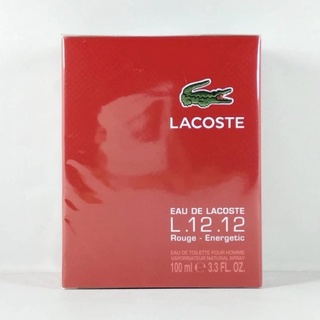 LACOSTE
EAU DE LACOSTE
L.12.12
Rouge - Energetic
EAU DE TOILETTE POUR HOMME
VAPORISATEUR NATURAL SPRAY
100 ml ℮ 3.3 FL. OZ.